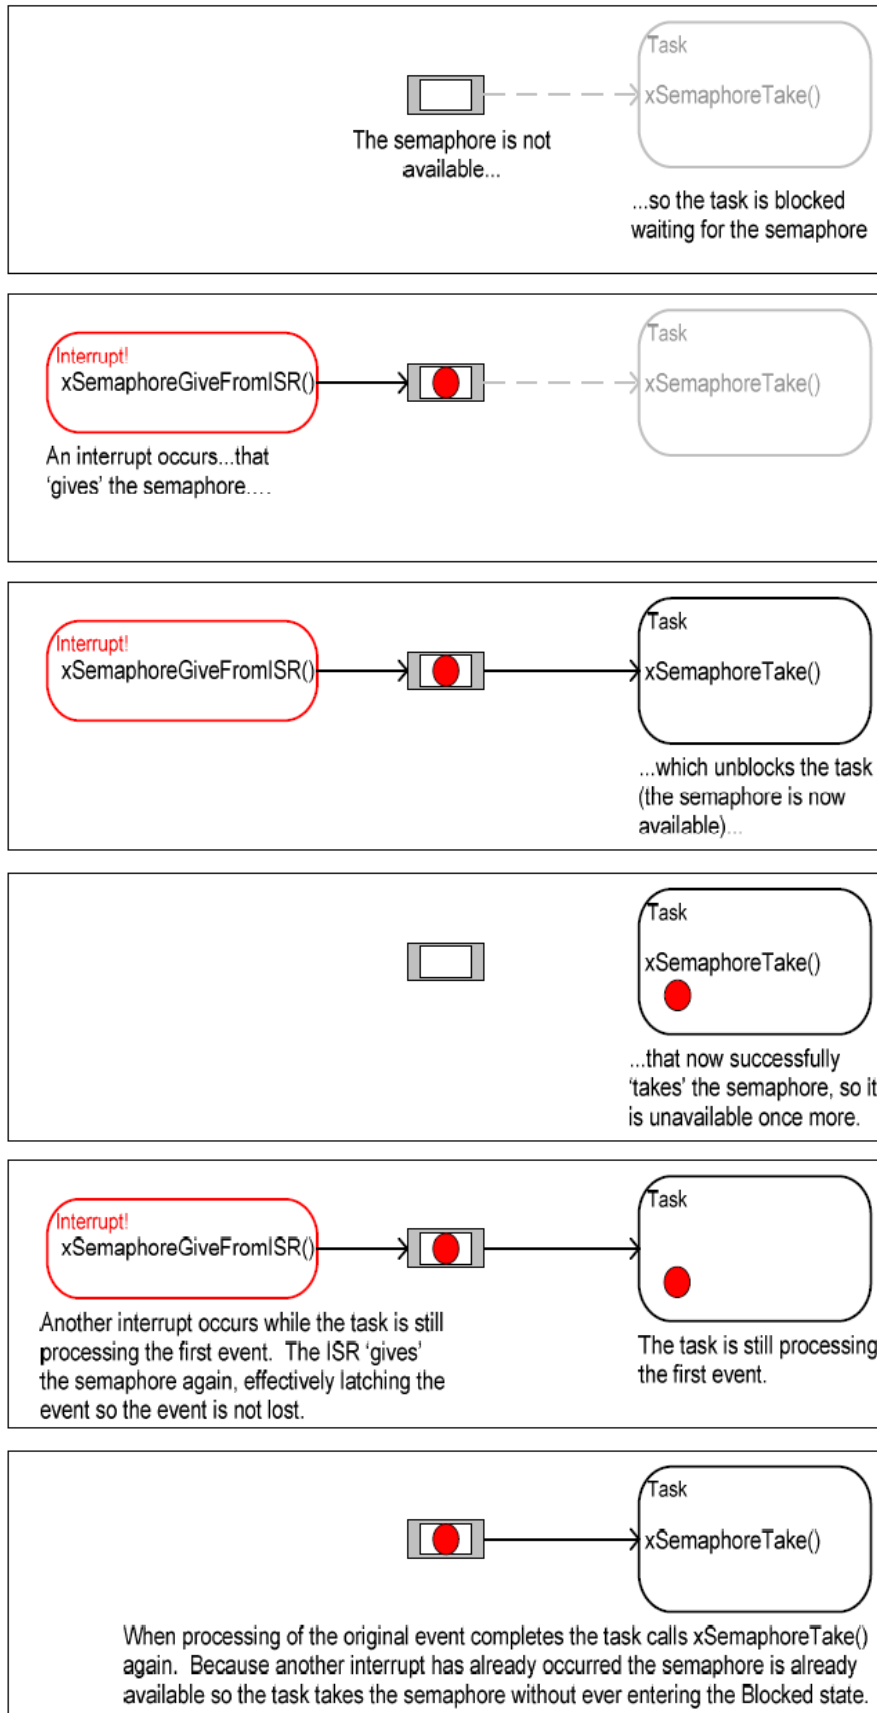 Task
xSemaphoreTake()
The semaphore is not
available...
...so the task is blocked
waiting for the semaphore
Interrupt!
xSemaphoreGiveFromISR()
Task
xSemaphoreTake()
An interrupt occurs...that
‘gives’ the semaphore....
Interrupt!
xSemaphoreGiveFromISR()
Task
xSemaphoreTake()
...which unblocks the task
(the semaphore is now
available)...
Task
xSemaphoreTake()
...that now successfully
‘takes’ the semaphore, so it
is unavailable once more.
Interrupt!
xSemaphoreGiveFromISR()
Task
Another interrupt occurs while the task is still
processing the first event. The ISR ‘gives’
the semaphore again, effectively latching the
event so the event is not lost.
The task is still processing
the first event.
Task
xSemaphoreTake()
When processing of the original event completes the task calls xSemaphoreTake()
again. Because another interrupt has already occurred the semaphore is already
available so the task takes the semaphore without ever entering the Blocked state.